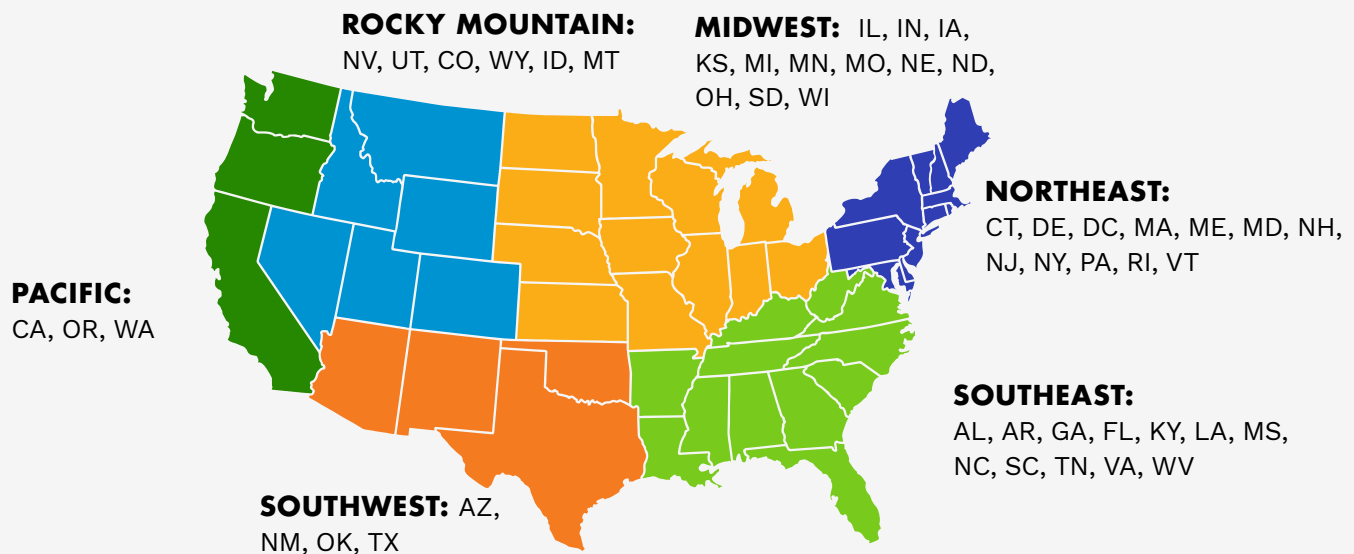 ROCKY MOUNTAIN:
NV, UT, CO, WY, ID, MT
MIDWEST: IL, IN, IA,
KS, MI, MN, MO, NE, ND,
OH, SD, WI
NORTHEAST:
CT, DE, DC, MA, ME, MD, NH,
NJ, NY, PA, RI, VT
PACIFIC:
CA, OR, WA
SOUTHEAST:
AL, AR, GA, FL, KY, LA, MS,
NC, SC, TN, VA, WV
SOUTHWEST: AZ,
NM, OK, TX